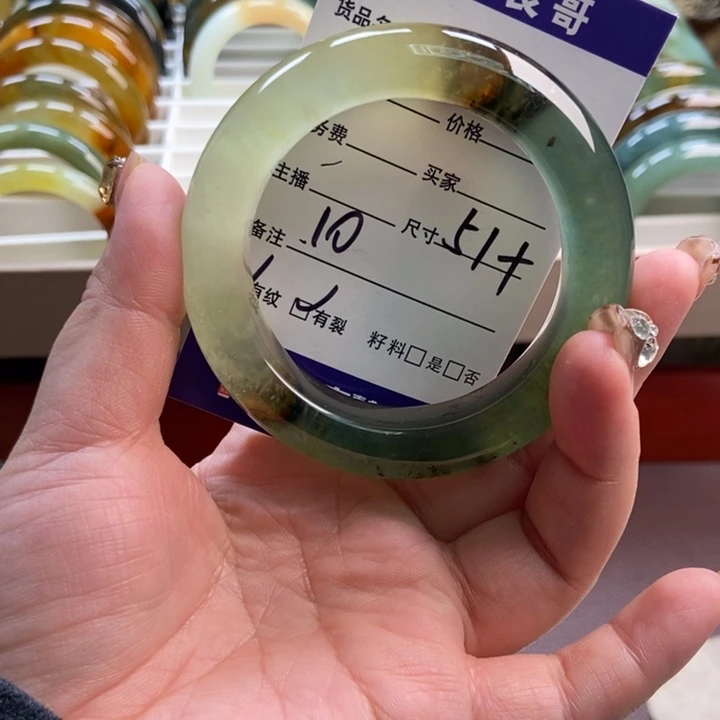 哥
货品
价格
务费
买家
主播
10
尺寸 51+
备注
有纹 有裂 籽料 是 否